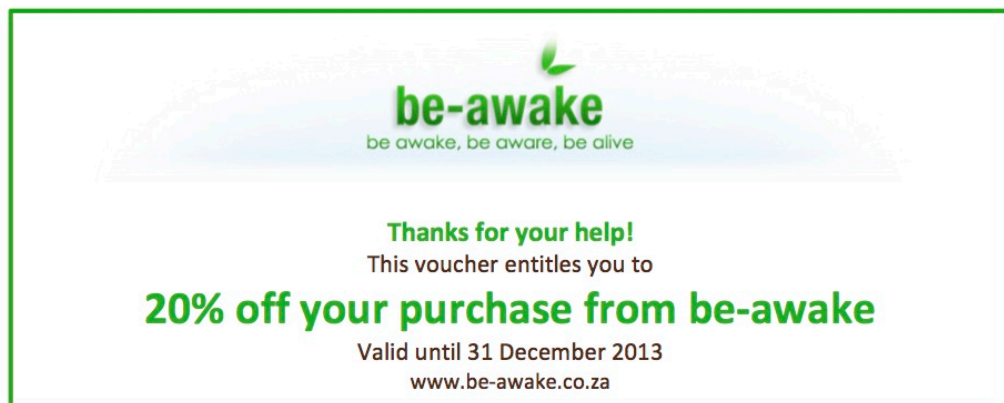 be-awake
be awake, be aware, be alive
Thanks for your help!
This voucher entitles you to
20% off your purchase from be-awake
Valid until 31 December 2013
www.be-awake.co.za